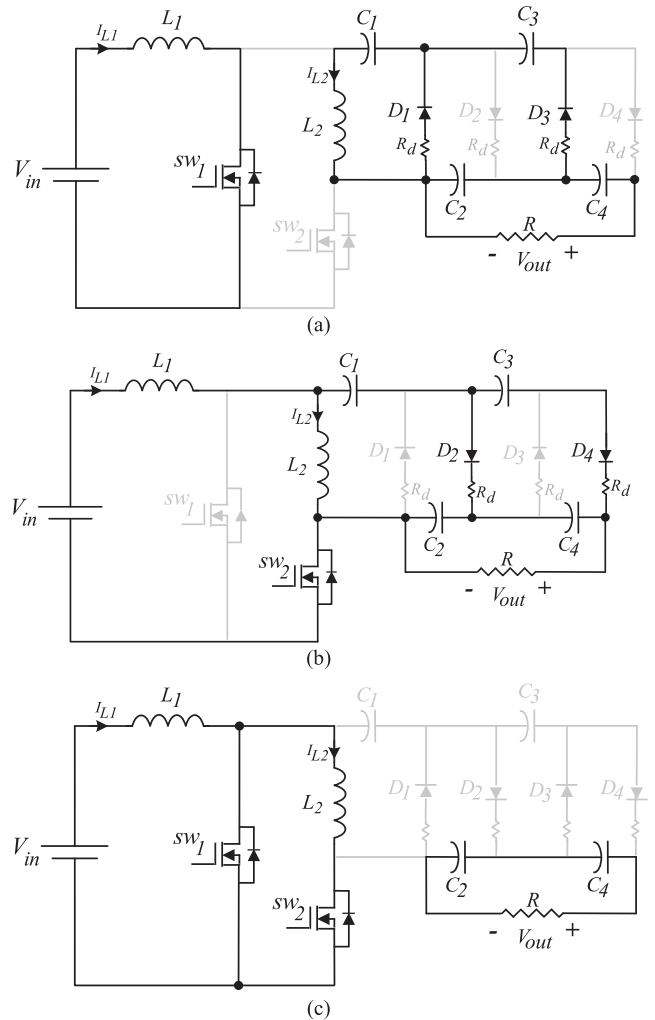 I_L1 L_1 C_1 C_3
I_L2
D_1 D_2 D_3 D_4
L_2
V_in SW_1 R_d R_d R_d R_d
C_2 C_4
SW_2 R
- V_out +
(a)
I_L1 L_1 C_1 C_3
I_L2
D_1 D_2 D_3 D_4
L_2
V_in SW_1 R_d R_d R_d R_d
C_2 C_4
SW_2 R
- V_out +
(b)
I_L1 L_1 C_1 C_3
I_L2
D_1 D_2 D_3 D_4
L_2
V_in SW_1
C_2 C_4
SW_2 R
- V_out +
(c)